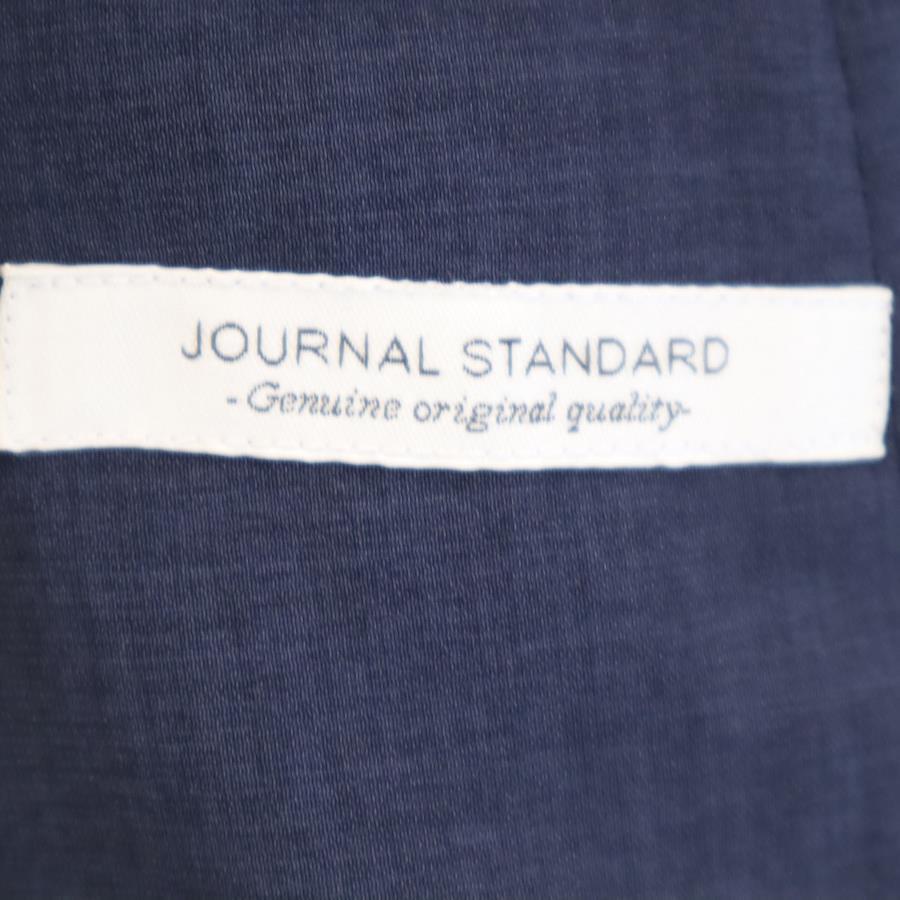 JOURNAL STANDARD
-Genuine original quality-